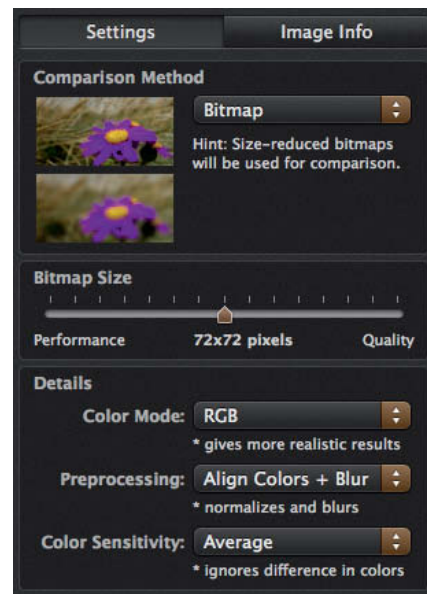 Settings
Image Info
Comparison Method
Bitmap
Hint: Size-reduced bitmaps
will be used for comparison.
Bitmap Size
Performance
72x72 pixels
Quality
Details
Color Mode: RGB
* gives more realistic results
Preprocessing: Align Colors + Blur
* normalizes and blurs
Color Sensitivity: Average
* ignores difference in colors